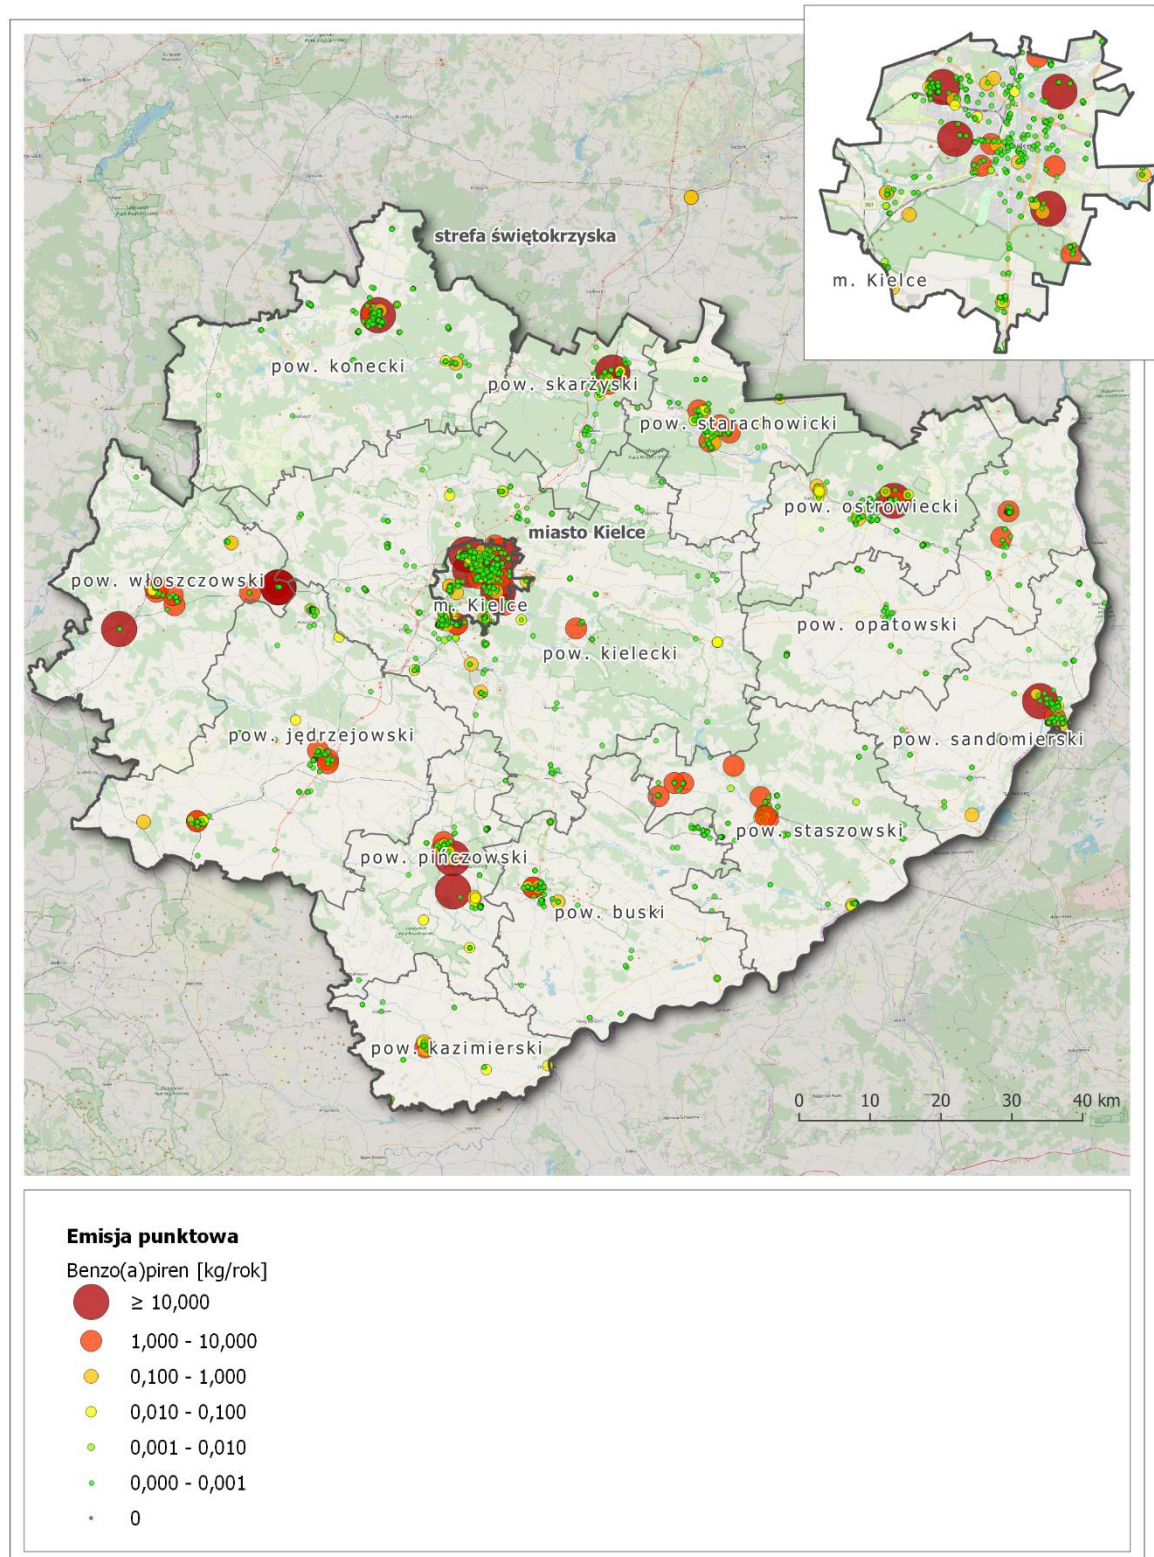 strefa świętokrzyska
m. Kielce
pow. konecki
pow. skarżyski
pow. starachowicki
pow. ostrowiecki
miasto Kielce
pow. włoszczowski
m. Kielce
pow. opatowski
pow. kielecki
pow. jędrzejowski
pow. sandomierski
pow. staszowski
pow. pińczowski
pow. buski
pow. kazimierski
0 10 20 30 40 km
Emisja punktowa
Benzo(a)piren [kg/rok]
≥ 10,000
1,000 - 10,000
0,100 - 1,000
0,010 - 0,100
0,001 - 0,010
0,000 - 0,001
0